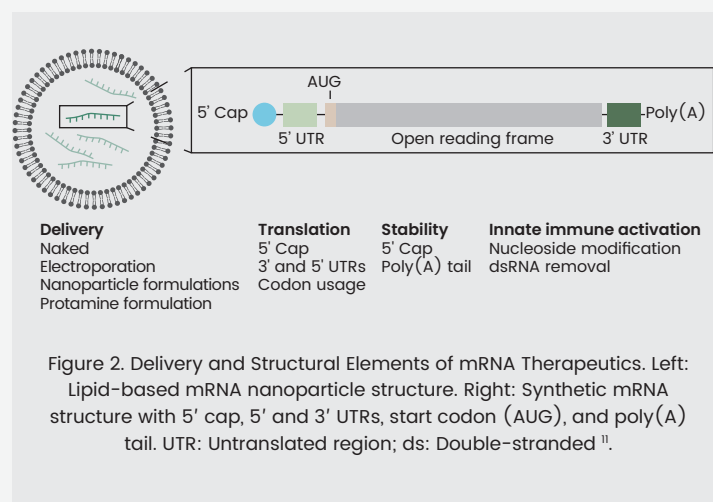 AUG
5' Cap
Poly(A)
5' UTR
Open reading frame
3' UTR
Delivery
Naked
Electroporation
Nanoparticle formulations
Protamine formulation
Translation
5' Cap
3' and 5' UTRs
Codon usage
Stability
5' Cap
Poly(A) tail
Innate immune activation
Nucleoside modification
dsRNA removal
Figure 2. Delivery and Structural Elements of mRNA Therapeutics. Left:
Lipid-based mRNA nanoparticle structure. Right: Synthetic mRNA
structure with 5′ cap, 5′ and 3′ UTRs, start codon (AUG), and poly(A)
tail. UTR: Untranslated region; ds: Double-stranded ¹¹.